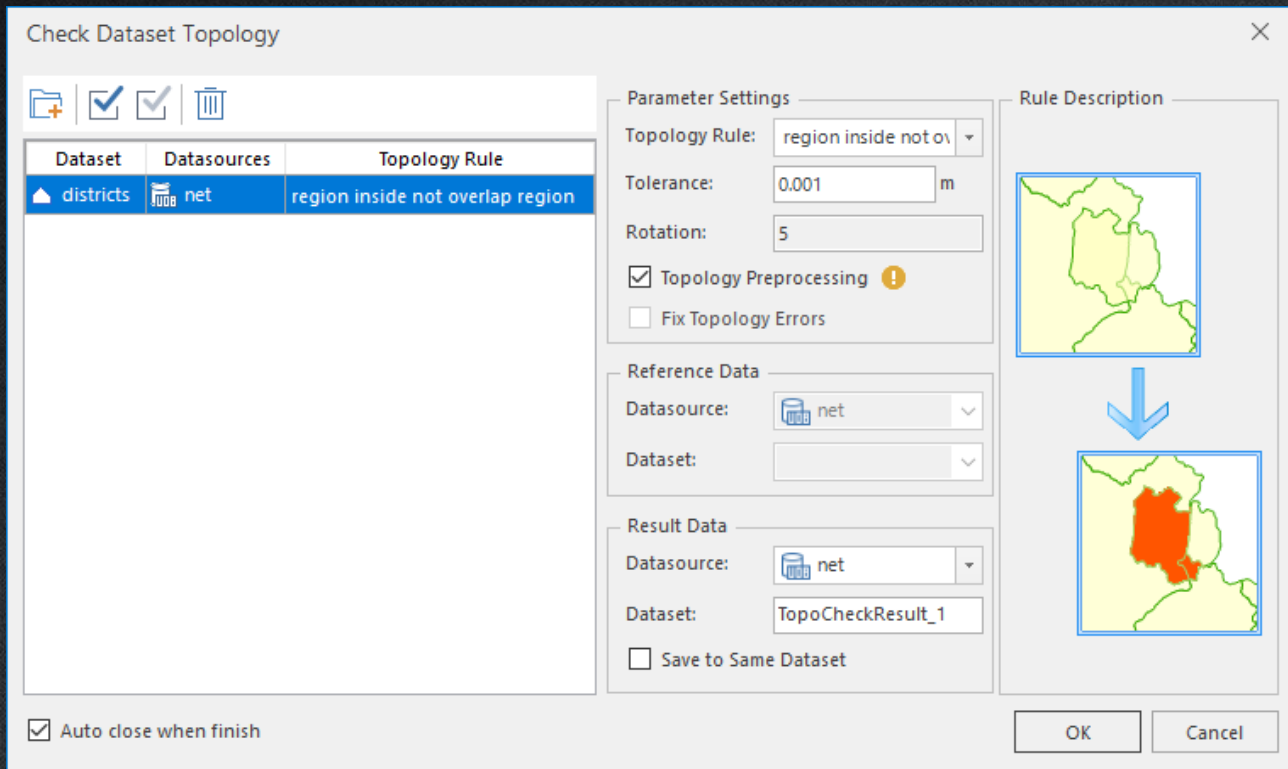 Check Dataset Topology
Parameter Settings
Rule Description
Topology Rule: region inside not ov
Dataset Datasources Topology Rule
Tolerance: 0.001 m
districts UDB net region inside not overlap region
Rotation: 5
Topology Preprocessing
Fix Topology Errors
Reference Data
Datasource: net
Dataset:
Result Data
Datasource: net
Dataset: TopoCheckResult_1
Save to Same Dataset
Auto close when finish
OK Cancel